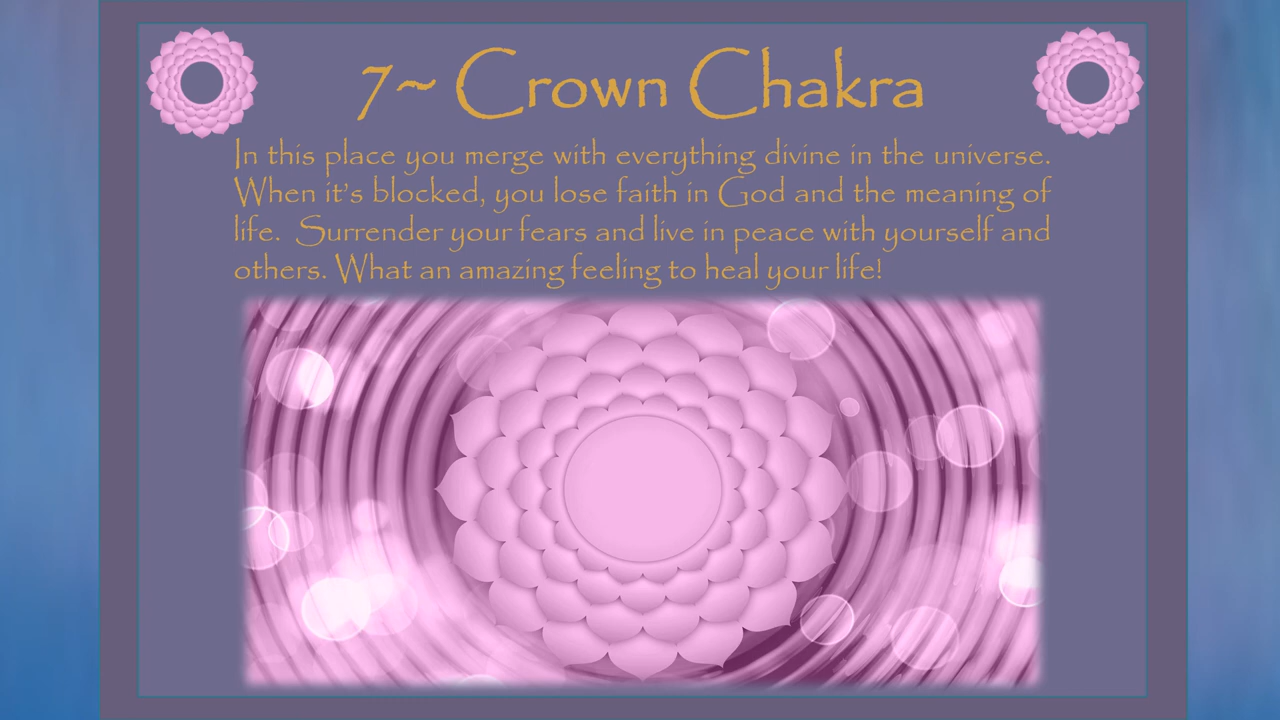 7~ Crown Chakra
In this place you merge with everything divine in the universe.
When it's blocked, you lose faith in God and the meaning of
life.  Surrender your fears and live in peace with yourself and
others. What an amazing feeling to heal your life!